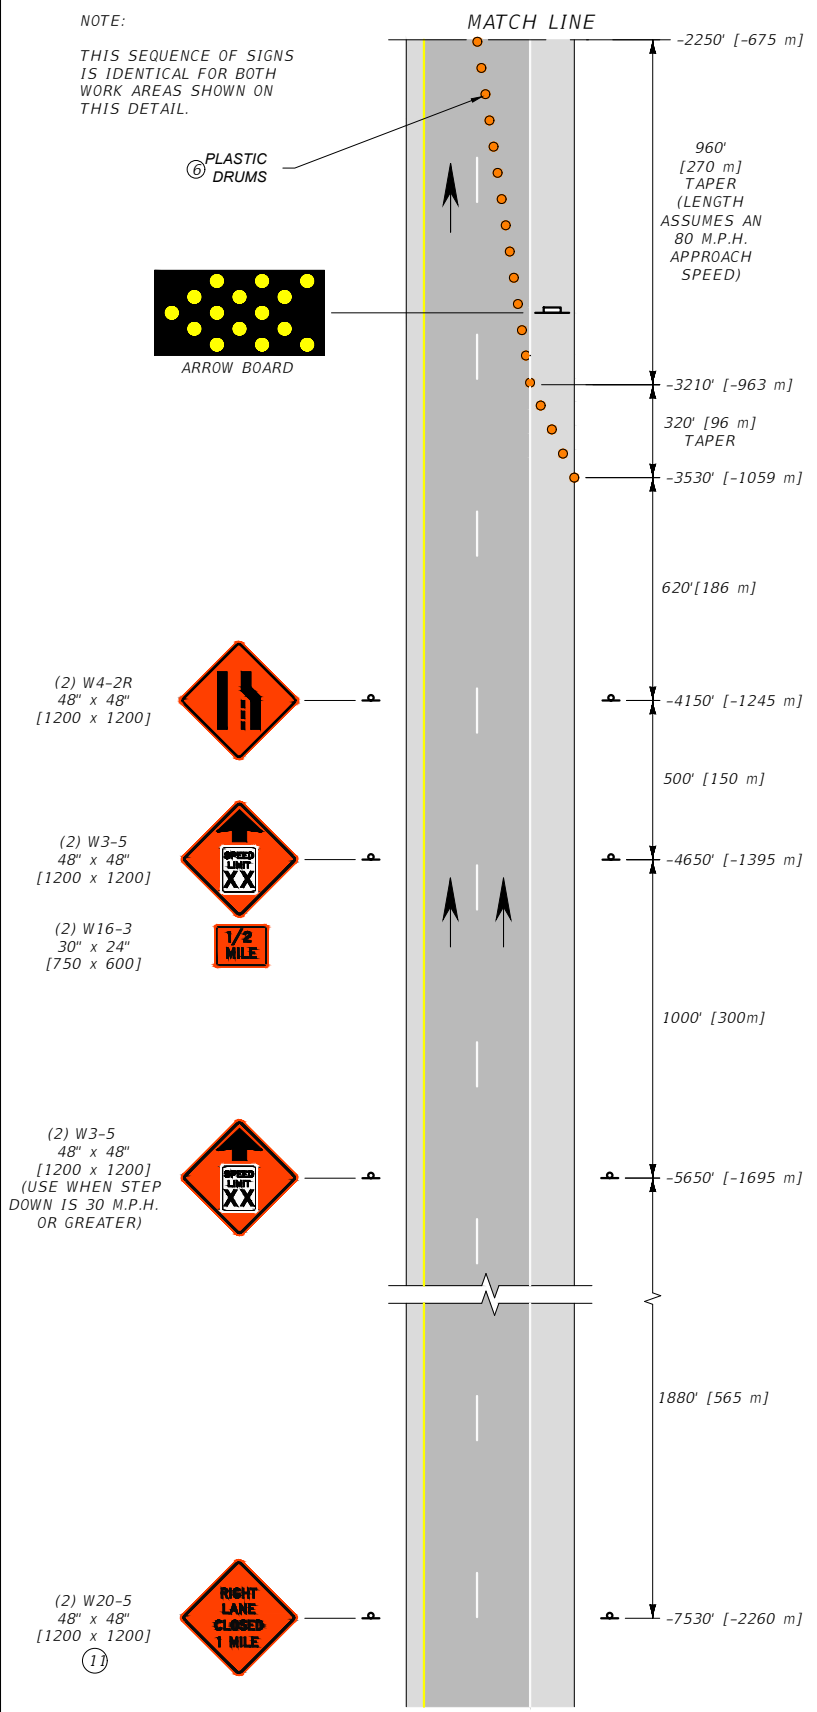 NOTE:
THIS SEQUENCE OF SIGNS
IS IDENTICAL FOR BOTH
WORK AREAS SHOWN ON
THIS DETAIL.
MATCH LINE
-2250' [-675 m]
6 PLASTIC
DRUMS
960'
[270 m]
TAPER
(LENGTH
ASSUMES AN
80 M.P.H.
APPROACH
SPEED)
ARROW BOARD
-3210' [-963 m]
320' [96 m]
TAPER
-3530' [-1059 m]
620'[186 m]
(2) W4-2R
48" x 48"
[1200 x 1200]
-4150' [-1245 m]
500' [150 m]
(2) W3-5
48" x 48"
[1200 x 1200]
SPEED
LIMIT
XX
-4650' [-1395 m]
(2) W16-3
30" x 24"
[750 x 600]
1/2
MILE
1000' [300m]
(2) W3-5
48" x 48"
[1200 x 1200]
(USE WHEN STEP
DOWN IS 30 M.P.H.
OR GREATER)
SPEED
LIMIT
XX
-5650' [-1695 m]
1880' [565 m]
(2) W20-5
48" x 48"
[1200 x 1200]
11
RIGHT
LANE
CLOSED
1 MILE
-7530' [-2260 m]